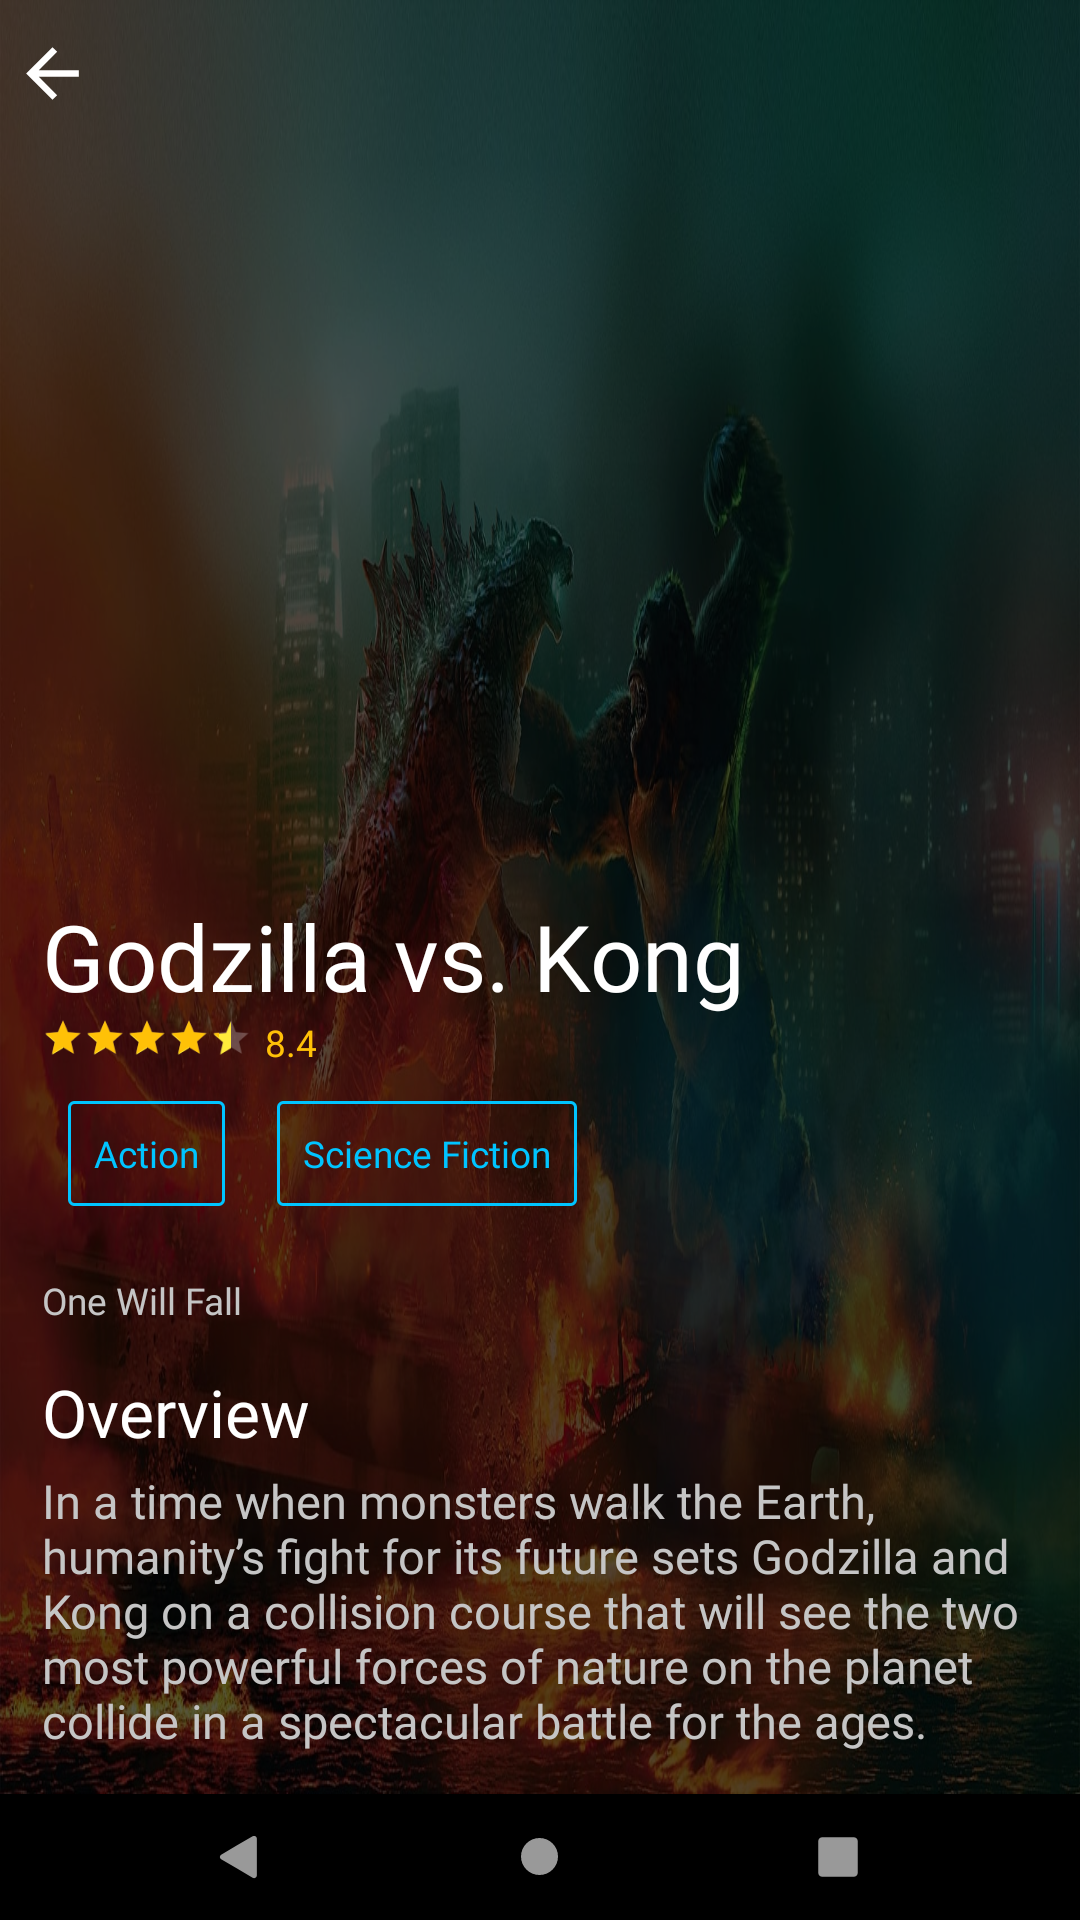 Godzilla vs. Kong
8.4
Action
Science Fiction
One Will Fall
Overview
In a time when monsters walk the Earth,
humanity’s fight for its future sets Godzilla and
Kong on a collision course that will see the two
most powerful forces of nature on the planet
collide in a spectacular battle for the ages.